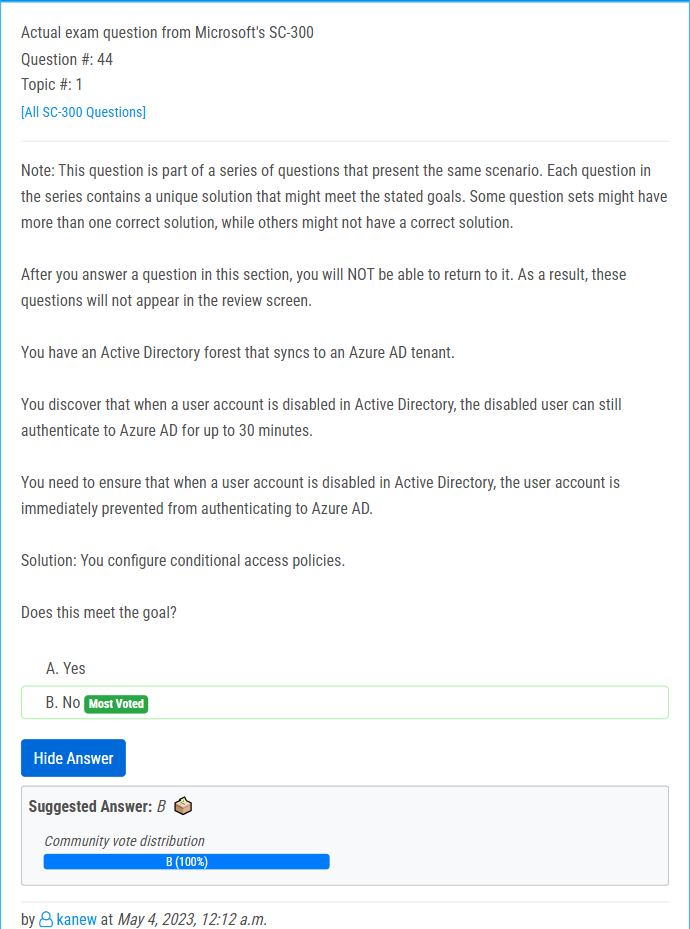 Actual exam question from Microsoft's SC-300
Question #: 44
Topic #: 1
[All SC-300 Questions]
Note: This question is part of a series of questions that present the same scenario. Each question in
the series contains a unique solution that might meet the stated goals. Some question sets might have
more than one correct solution, while others might not have a correct solution.
After you answer a question in this section, you will NOT be able to return to it. As a result, these
questions will not appear in the review screen.
You have an Active Directory forest that syncs to an Azure AD tenant.
You discover that when a user account is disabled in Active Directory, the disabled user can still
authenticate to Azure AD for up to 30 minutes.
You need to ensure that when a user account is disabled in Active Directory, the user account is
immediately prevented from authenticating to Azure AD.
Solution: You configure conditional access policies.
Does this meet the goal?
A. Yes
B. No Most Voted
Hide Answer
Suggested Answer: B
Community vote distribution
B (100%)
by kanew at May 4, 2023, 12:12 a.m.